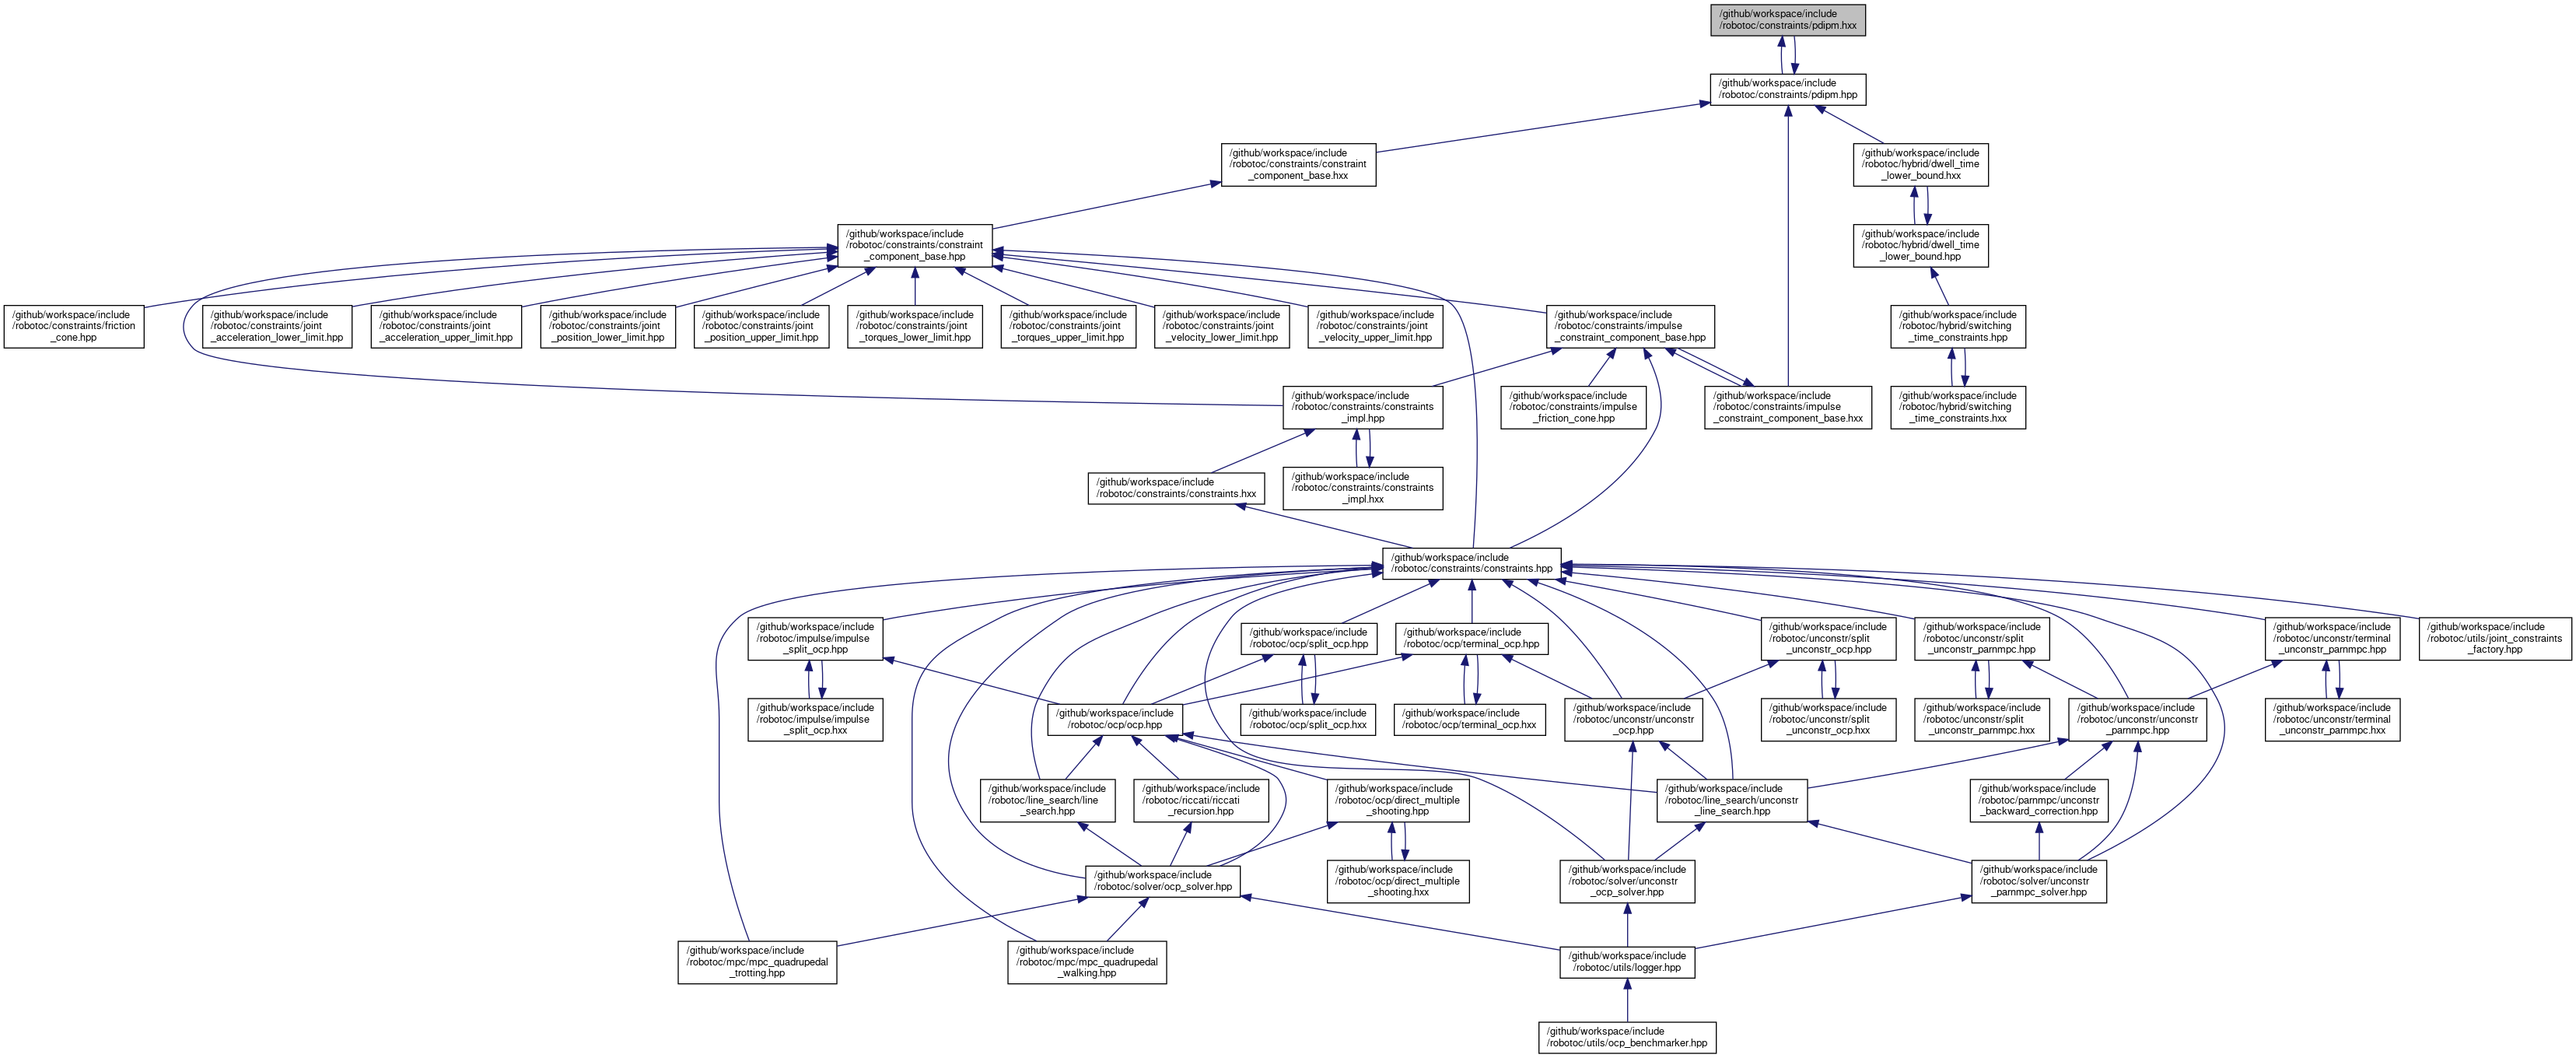 /github/workspace/include
/robotoc/constraints/pdipm.hxx
/github/workspace/include
/robotoc/constraints/pdipm.hpp
/github/workspace/include
/robotoc/constraints/constraint
_component_base.hxx
/github/workspace/include
/robotoc/hybrid/dwell_time
_lower_bound.hxx
/github/workspace/include
/robotoc/constraints/constraint
_component_base.hpp
/github/workspace/include
/robotoc/hybrid/dwell_time
_lower_bound.hpp
/github/workspace/include
/robotoc/constraints/friction
_cone.hpp
/github/workspace/include
/robotoc/constraints/joint
_acceleration_lower_limit.hpp
/github/workspace/include
/robotoc/constraints/joint
_acceleration_upper_limit.hpp
/github/workspace/include
/robotoc/constraints/joint
_position_lower_limit.hpp
/github/workspace/include
/robotoc/constraints/joint
_position_upper_limit.hpp
/github/workspace/include
/robotoc/constraints/joint
_torques_lower_limit.hpp
/github/workspace/include
/robotoc/constraints/joint
_torques_upper_limit.hpp
/github/workspace/include
/robotoc/constraints/joint
_velocity_lower_limit.hpp
/github/workspace/include
/robotoc/constraints/joint
_velocity_upper_limit.hpp
/github/workspace/include
/robotoc/constraints/impulse
_constraint_component_base.hpp
/github/workspace/include
/robotoc/hybrid/switching
_time_constraints.hpp
/github/workspace/include
/robotoc/constraints/constraints
_impl.hpp
/github/workspace/include
/robotoc/constraints/impulse
_friction_cone.hpp
/github/workspace/include
/robotoc/constraints/impulse
_constraint_component_base.hxx
/github/workspace/include
/robotoc/hybrid/switching
_time_constraints.hxx
/github/workspace/include
/robotoc/constraints/constraints.hxx
/github/workspace/include
/robotoc/constraints/constraints
_impl.hxx
/github/workspace/include
/robotoc/constraints/constraints.hpp
/github/workspace/include
/robotoc/impulse/impulse
_split_ocp.hpp
/github/workspace/include
/robotoc/ocp/split_ocp.hpp
/github/workspace/include
/robotoc/ocp/terminal_ocp.hpp
/github/workspace/include
/robotoc/unconstr/split
_unconstr_ocp.hpp
/github/workspace/include
/robotoc/unconstr/split
_unconstr_parnmpc.hpp
/github/workspace/include
/robotoc/unconstr/terminal
_unconstr_parnmpc.hpp
/github/workspace/include
/robotoc/utils/joint_constraints
_factory.hpp
/github/workspace/include
/robotoc/impulse/impulse
_split_ocp.hxx
/github/workspace/include
/robotoc/ocp/ocp.hpp
/github/workspace/include
/robotoc/ocp/split_ocp.hxx
/github/workspace/include
/robotoc/ocp/terminal_ocp.hxx
/github/workspace/include
/robotoc/unconstr/unconstr
_ocp.hpp
/github/workspace/include
/robotoc/unconstr/split
_unconstr_ocp.hxx
/github/workspace/include
/robotoc/unconstr/split
_unconstr_parnmpc.hxx
/github/workspace/include
/robotoc/unconstr/unconstr
_parnmpc.hpp
/github/workspace/include
/robotoc/unconstr/terminal
_unconstr_parnmpc.hxx
/github/workspace/include
/robotoc/line_search/line
_search.hpp
/github/workspace/include
/robotoc/riccati/riccati
_recursion.hpp
/github/workspace/include
/robotoc/ocp/direct_multiple
_shooting.hpp
/github/workspace/include
/robotoc/line_search/unconstr
_line_search.hpp
/github/workspace/include
/robotoc/parnmpc/unconstr
_backward_correction.hpp
/github/workspace/include
/robotoc/solver/ocp_solver.hpp
/github/workspace/include
/robotoc/ocp/direct_multiple
_shooting.hxx
/github/workspace/include
/robotoc/solver/unconstr
_ocp_solver.hpp
/github/workspace/include
/robotoc/solver/unconstr
_parnmpc_solver.hpp
/github/workspace/include
/robotoc/mpc/mpc_quadrupedal
_trotting.hpp
/github/workspace/include
/robotoc/mpc/mpc_quadrupedal
_walking.hpp
/github/workspace/include
/robotoc/utils/logger.hpp
/github/workspace/include
/robotoc/utils/ocp_benchmarker.hpp